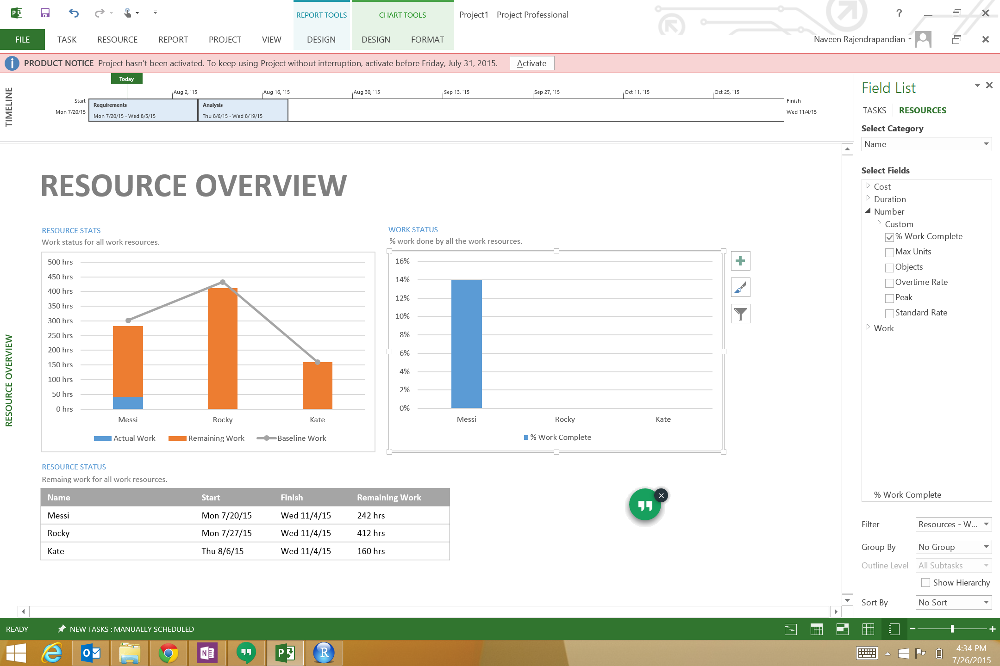 REPORT TOOLS
CHART TOOLS
Project1 - Project Professional
?
FILE
TASK
RESOURCE
REPORT
PROJECT
VIEW
DESIGN
DESIGN
FORMAT
Naveen Rajendrapandian
PRODUCT NOTICE Project hasn't been activated. To keep using Project without interruption, activate before Friday, July 31, 2015.
Activate
TIMELINE
Today
Aug 2, '15
Aug 16, '15
Aug 30, '15
Sep 13, '15
Sep 27, '15
Oct 11, '15
Oct 25, '15
Start
Mon 7/20/15
Requirements
Mon 7/20/15 - Wed 8/5/15
Analysis
Thu 8/6/15 - Wed 8/19/15
Finish
Wed 11/4/15
RESOURCE OVERVIEW
RESOURCE OVERVIEW
RESOURCE STATS
Work status for all work resources.
500 hrs
450 hrs
400 hrs
350 hrs
300 hrs
250 hrs
200 hrs
150 hrs
100 hrs
50 hrs
0 hrs
Messi
Rocky
Kate
Actual Work
Remaining Work
Baseline Work
WORK STATUS
% work done by all the work resources.
16%
14%
12%
10%
8%
6%
4%
2%
0%
Messi
Rocky
Kate
% Work Complete
RESOURCE STATUS
Remaing work for all work resources.
Name Start Finish Remaining Work
Messi Mon 7/20/15 Wed 11/4/15 242 hrs
Rocky Mon 7/27/15 Wed 11/4/15 412 hrs
Kate Thu 8/6/15 Wed 11/4/15 160 hrs
Field List
TASKS
RESOURCES
Select Category
Name
Select Fields
Cost
Duration
Number
Custom
% Work Complete
Max Units
Objects
Overtime Rate
Peak
Standard Rate
Work
% Work Complete
Filter
Resources - W...
Group By
No Group
Outline Level
All Subtasks
Show Hierarchy
Sort By
No Sort
READY
NEW TASKS : MANUALLY SCHEDULED
4:34 PM
7/26/2015